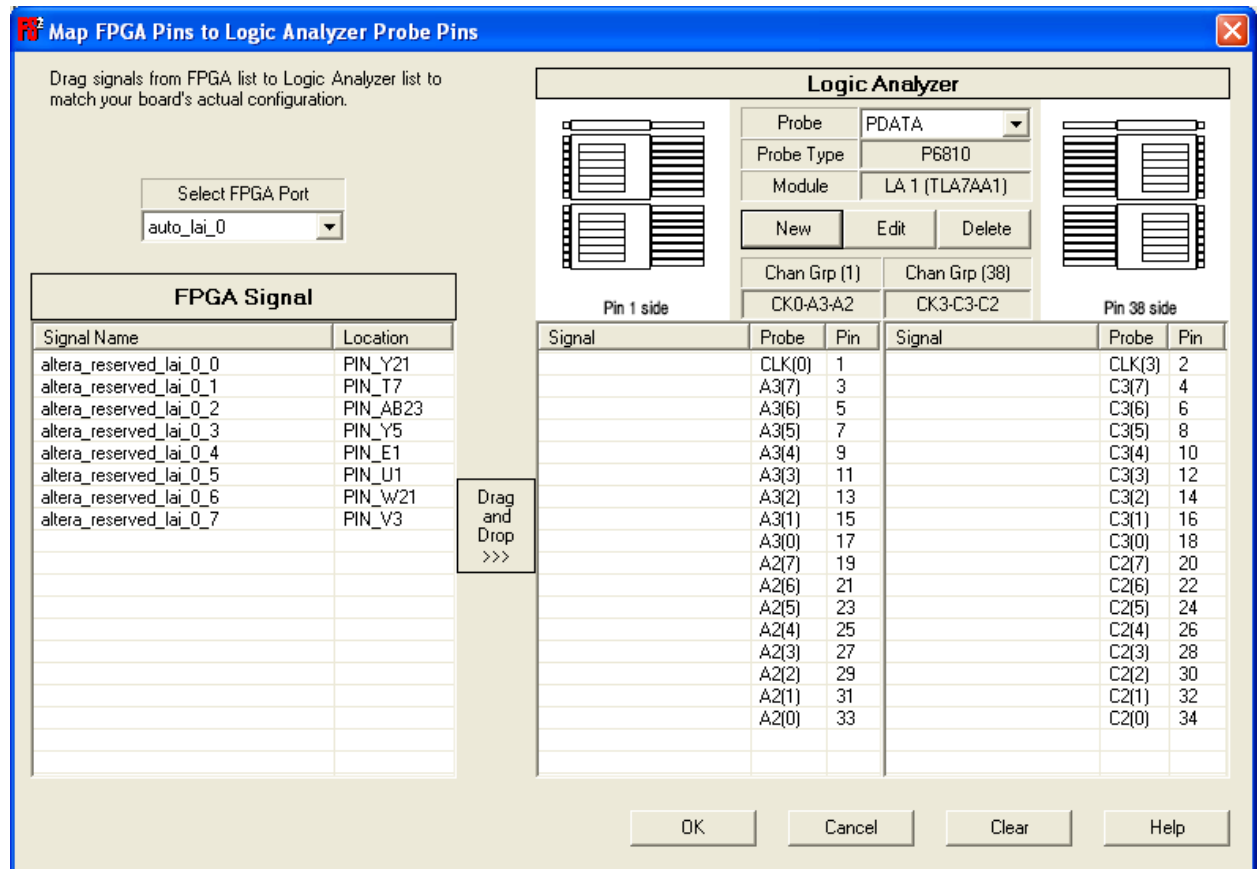 FS² Map FPGA Pins to Logic Analyzer Probe Pins
Drag signals from FPGA list to Logic Analyzer list to
match your board's actual configuration.
Select FPGA Port
auto_lai_0
FPGA Signal
Signal Name Location
altera_reserved_lai_0_0 PIN_Y21
altera_reserved_lai_0_1 PIN_T7
altera_reserved_lai_0_2 PIN_AB23
altera_reserved_lai_0_3 PIN_Y5
altera_reserved_lai_0_4 PIN_E1
altera_reserved_lai_0_5 PIN_U1
altera_reserved_lai_0_6 PIN_W21
altera_reserved_lai_0_7 PIN_V3
Drag
and
Drop
>>>
Logic Analyzer
Probe PDATA
Probe Type P6810
Module LA 1 (TLA7AA1)
New Edit Delete
Chan Grp (1) Chan Grp (38)
Pin 1 side CK0-A3-A2 CK3-C3-C2 Pin 38 side
Signal Probe Pin Signal Probe Pin
CLK(0) 1 CLK(3) 2
A3(7) 3 C3(7) 4
A3(6) 5 C3(6) 6
A3(5) 7 C3(5) 8
A3(4) 9 C3(4) 10
A3(3) 11 C3(3) 12
A3(2) 13 C3(2) 14
A3(1) 15 C3(1) 16
A3(0) 17 C3(0) 18
A2(7) 19 C2(7) 20
A2(6) 21 C2(6) 22
A2(5) 23 C2(5) 24
A2(4) 25 C2(4) 26
A2(3) 27 C2(3) 28
A2(2) 29 C2(2) 30
A2(1) 31 C2(1) 32
A2(0) 33 C2(0) 34
OK Cancel Clear Help